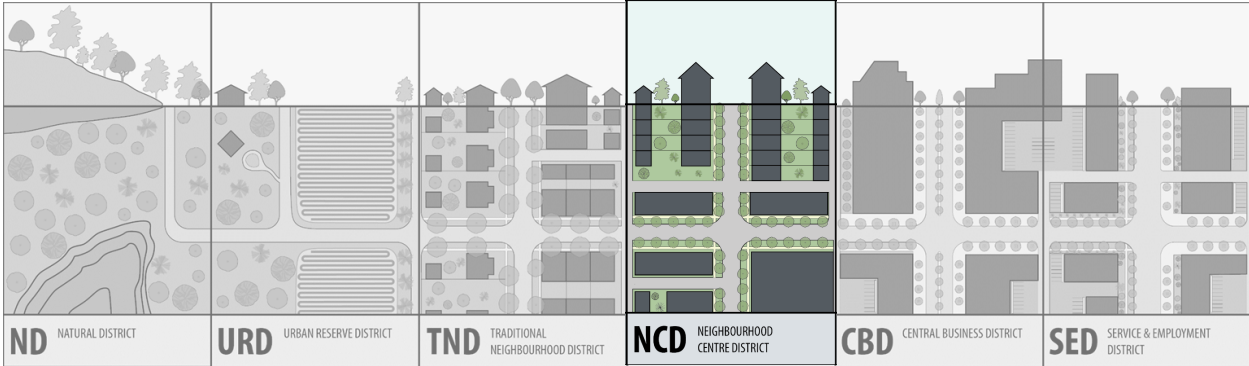 ND NATURAL DISTRICT
URD URBAN RESERVE DISTRICT
TND TRADITIONAL
NEIGHBOURHOOD DISTRICT
NCD NEIGHBOURHOOD
CENTRE DISTRICT
CBD CENTRAL BUSINESS DISTRICT
SED SERVICE & EMPLOYMENT
DISTRICT